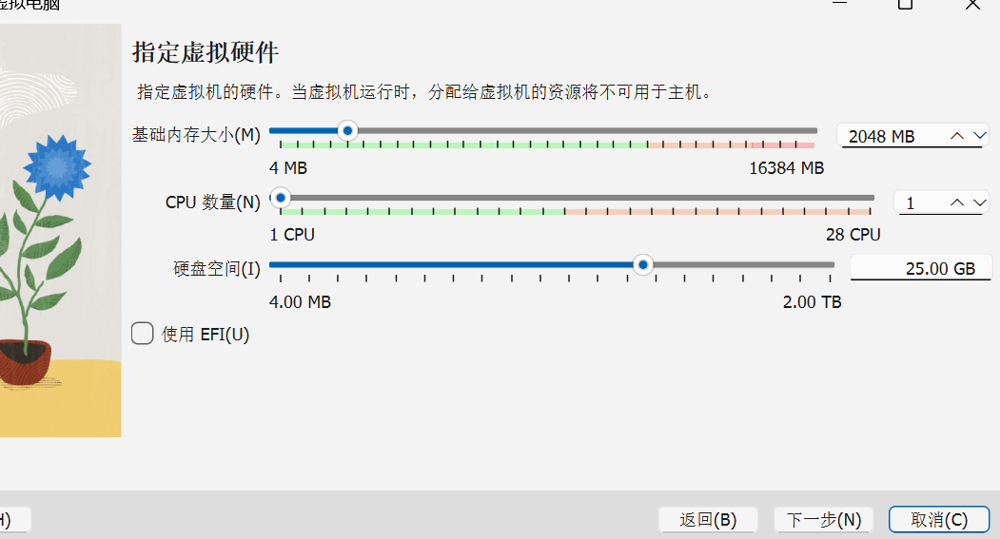 虚拟电脑
指定虚拟硬件
指定虚拟机的硬件。当虚拟机运行时，分配给虚拟机的资源将不可用于主机。
基础内存大小(M) 2048 MB
4 MB 16384 MB
CPU 数量(N) 1
1 CPU 28 CPU
硬盘空间(I) 25.00 GB
4.00 MB 2.00 TB
使用 EFI(U)
H) 返回(B) 下一步(N) 取消(C)